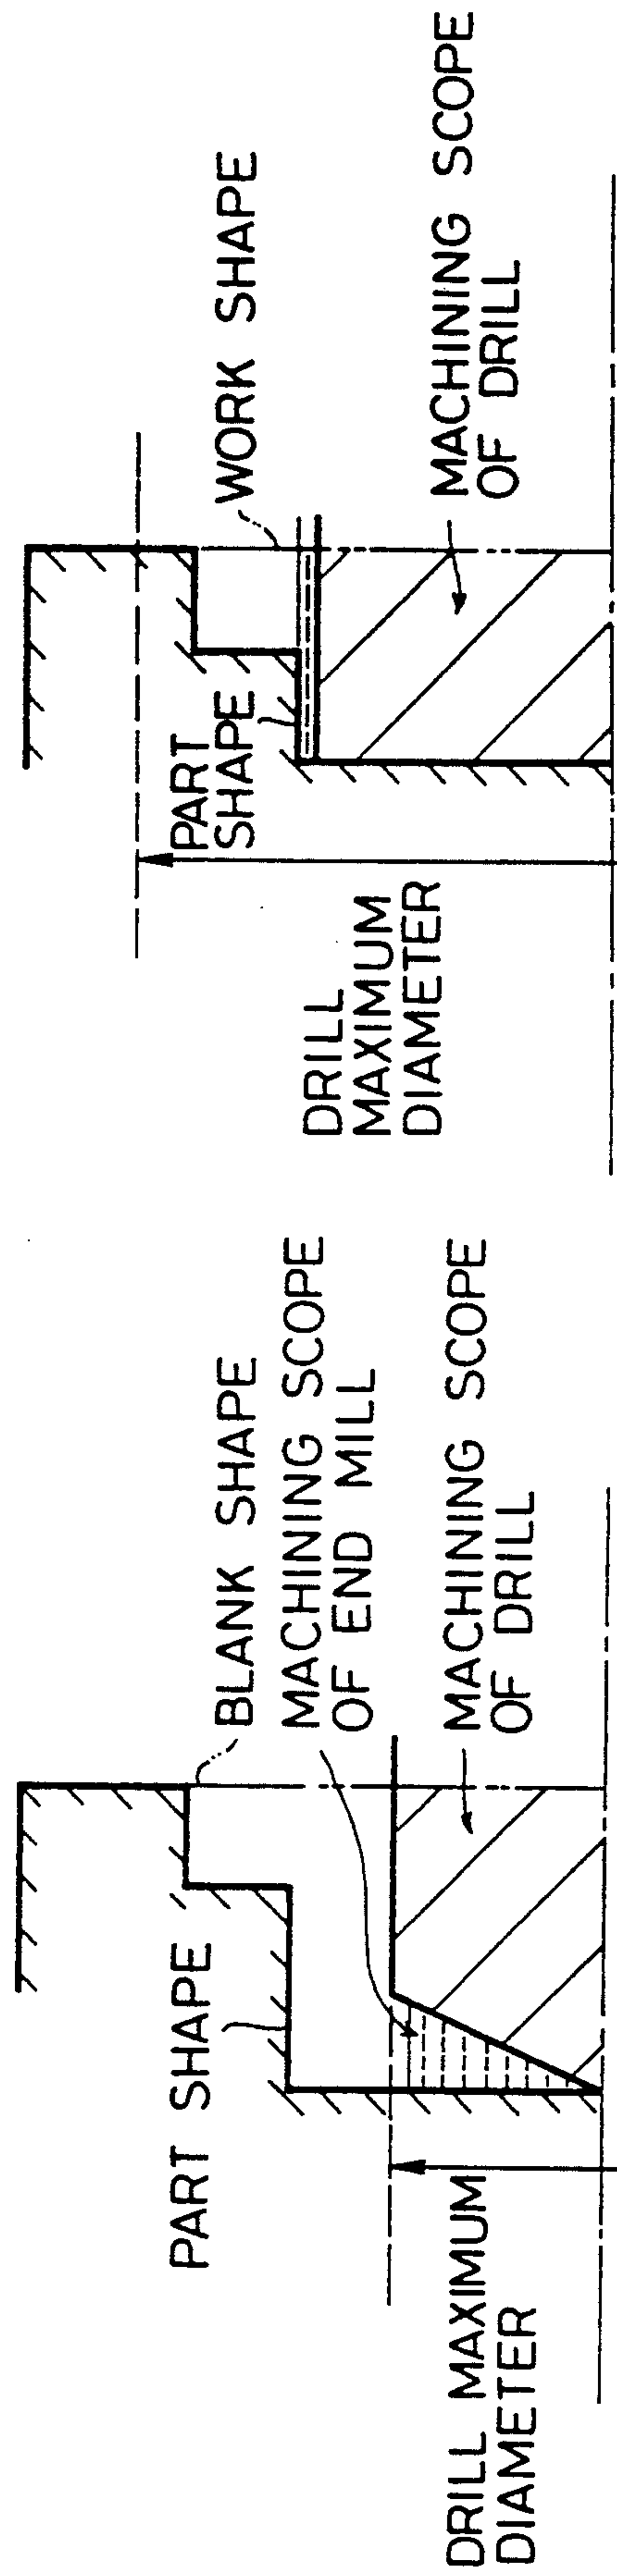 PART SHAPE
BLANK SHAPE
MACHINING SCOPE
OF END MILL
MACHINING SCOPE
OF DRILL
DRILL MAXIMUM
DIAMETER
PART
SHAPE
WORK SHAPE
MACHINING SCOPE
OF DRILL
DRILL
MAXIMUM
DIAMETER